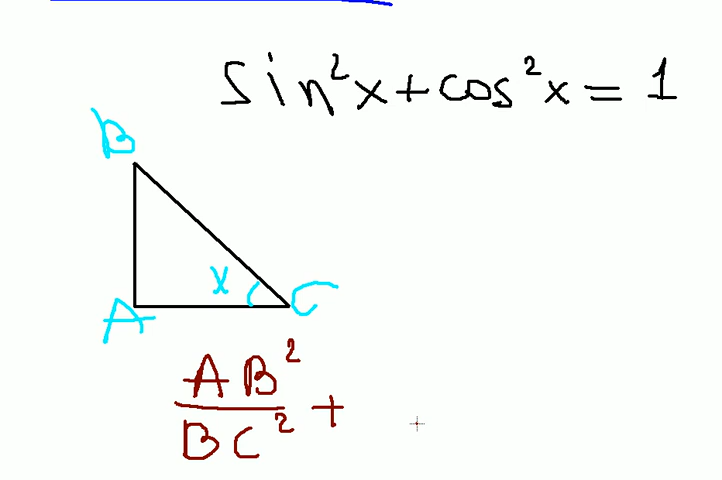 sin²x+cos²x=1
B
x
A C
AB²
BC² +